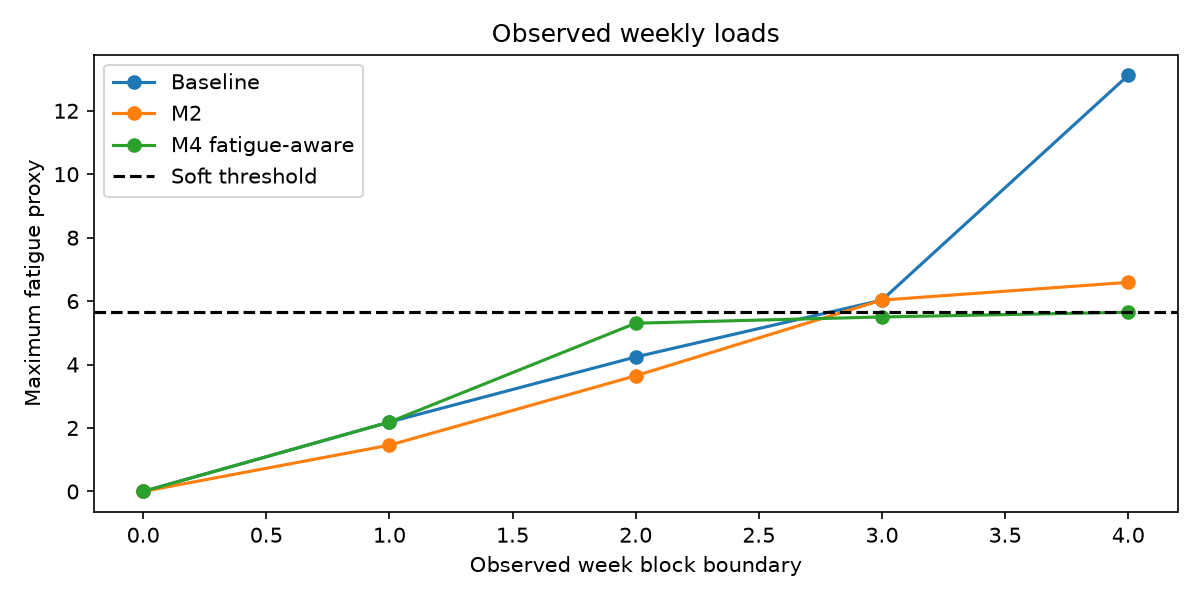 Observed weekly loads
Baseline
M2
M4 fatigue-aware
Soft threshold
Maximum fatigue proxy
12
10
8
6
4
2
0
0.0 0.5 1.0 1.5 2.0 2.5 3.0 3.5 4.0
Observed week block boundary